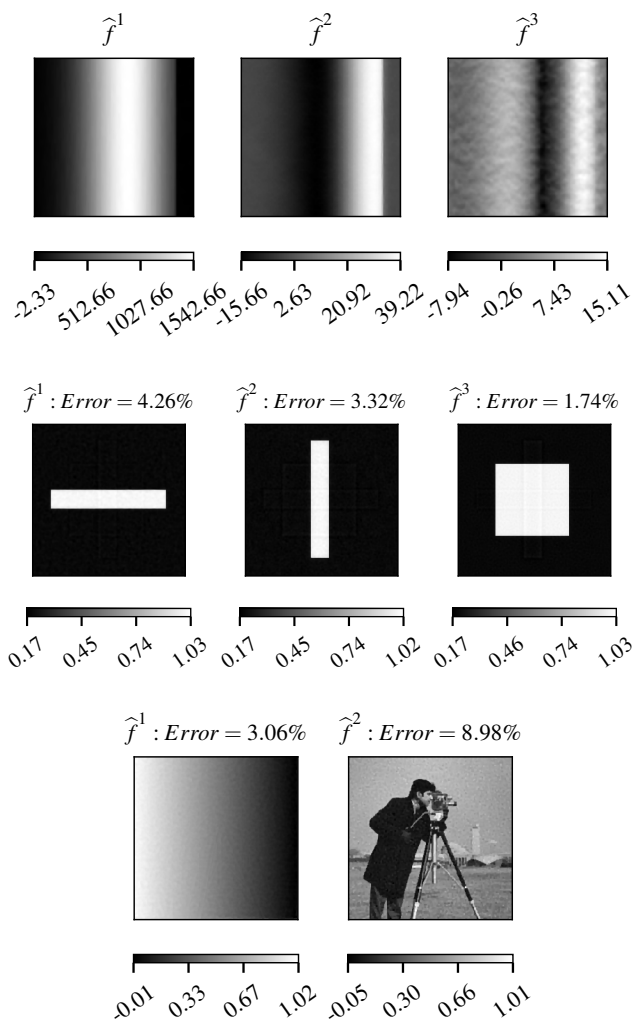 f̂¹ f̂² f̂³
-2.33 512.66 1027.66 1542.66 -15.66 2.63 20.92 39.22 -7.94 -0.26 7.43 15.11
f̂¹ : Error = 4.26% f̂² : Error = 3.32% f̂³ : Error = 1.74%
0.17 0.45 0.74 1.03 0.17 0.45 0.74 1.02 0.17 0.46 0.74 1.03
f̂¹ : Error = 3.06% f̂² : Error = 8.98%
-0.01 0.33 0.67 1.02 -0.05 0.30 0.66 1.01